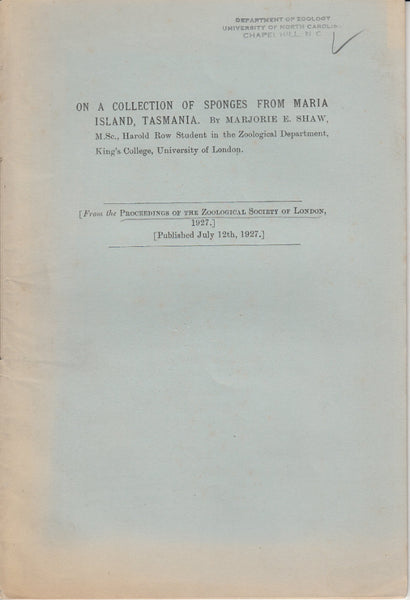 DEPARTMENT OF ZOOLOGY
UNIVERSITY OF NORTH CAROLINA
CHAPEL HILL, N. C.
ON A COLLECTION OF SPONGES FROM MARIA
ISLAND, TASMANIA. BY MARJORIE E. SHAW,
M.Sc., Harold Row Student in the Zoological Department,
King's College, University of London.
[From the PROCEEDINGS OF THE ZOOLOGICAL SOCIETY OF LONDON,
1927.]
[Published July 12th, 1927.]